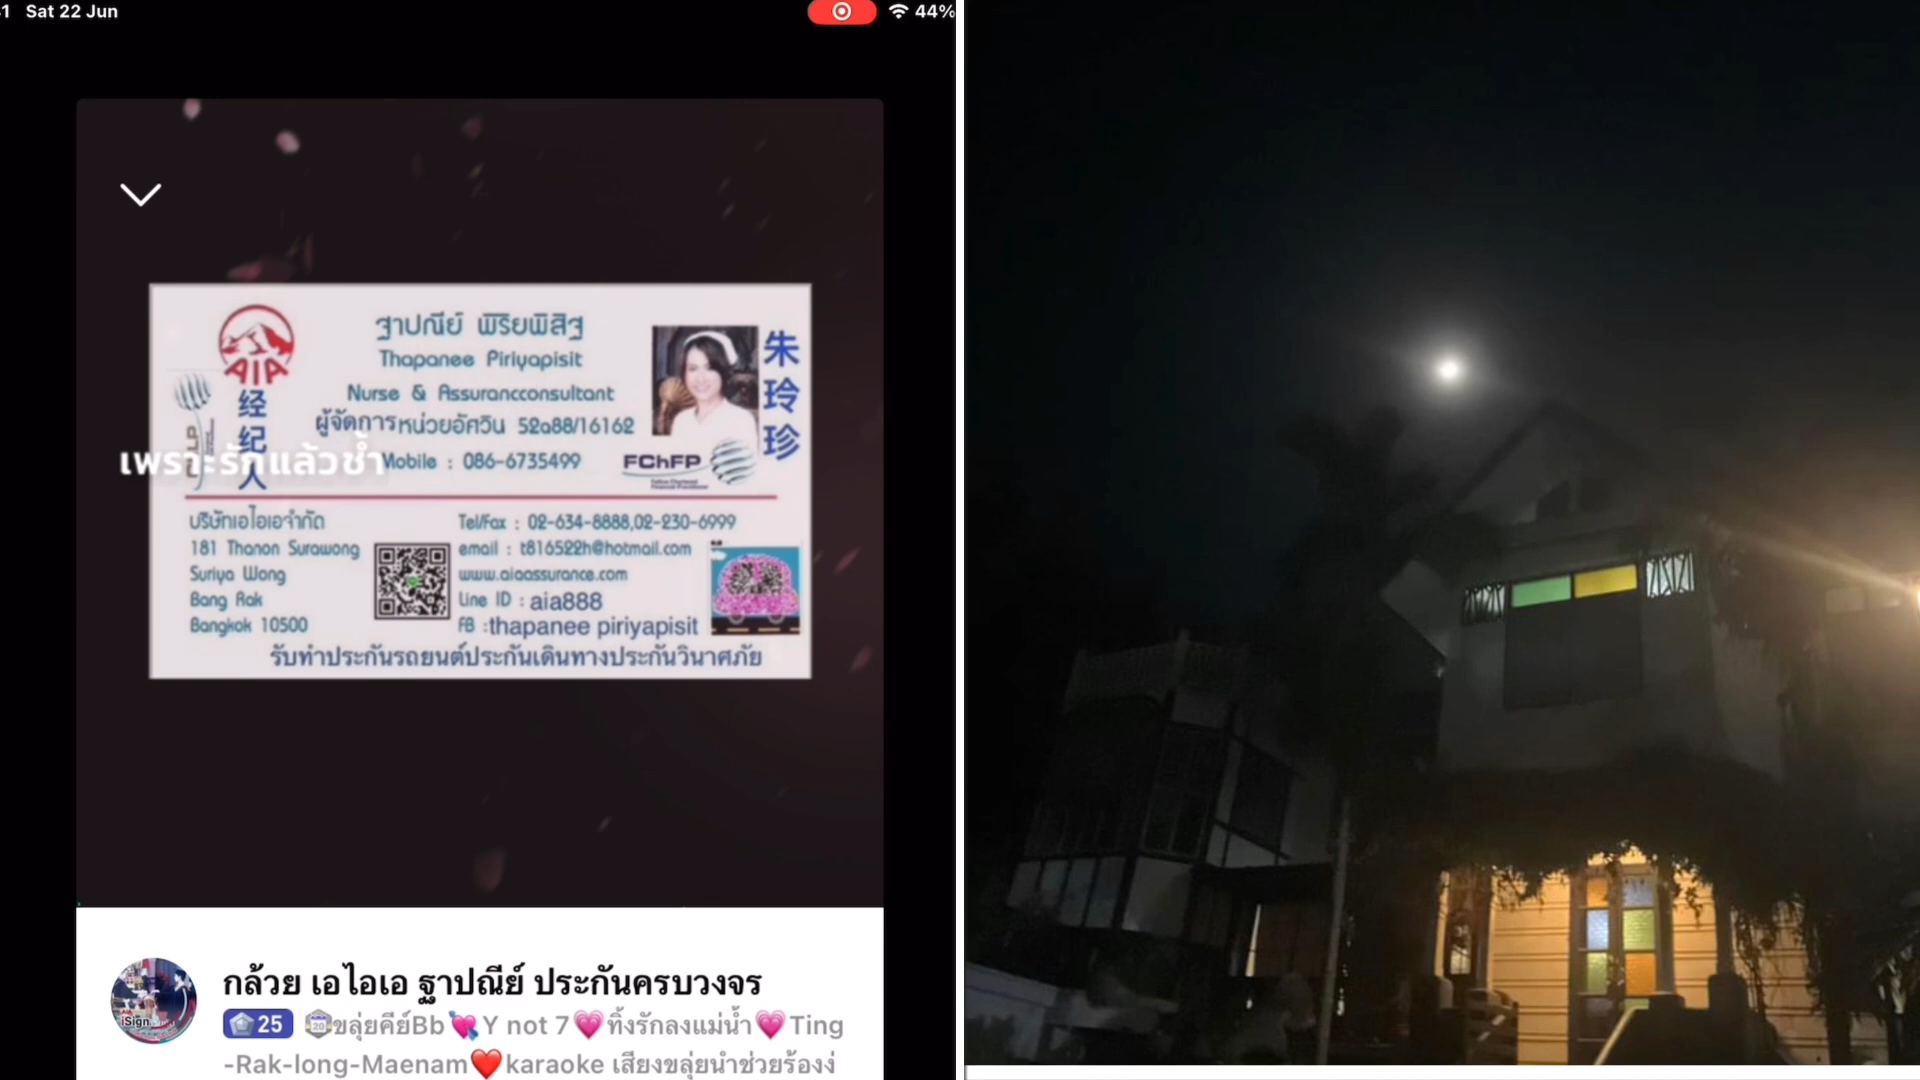 Sat 22 Jun
44%
AIA
经纪人
ฐาปณีย์ พิริยพิสิฐ
Thapanee Piriyapisit
Nurse & Assurancconsultant
ผู้จัดการหน่วยอัศวิน 52a88/16162
Mobile : 086-6735499
朱玲珍
FChFP
เพราะรักแล้วช้ำ
บริษัทเอไอเอจำกัด
181 Thanon Surawong
Suriya Wong
Bang Rak
Bangkok 10500
Tel/Fax : 02-634-8888,02-230-6999
email : t816522h@hotmail.com
www.aiaassurance.com
Line ID : aia888
FB :thapanee piriyapisit
รับทำประกันรถยนต์ประกันเดินทางประกันวินาศภัย
iSign
กล้วย เอไอเอ ฐาปณีย์ ประกันครบวงจร
25 20 ขลุ่ยคีย์Bb💘Y not 7💗ทิ้งรักลงแม่น้ำ💗Ting
-Rak-long-Maenam❤️karaoke เสียงขลุ่ยนำช่วยร้องง่